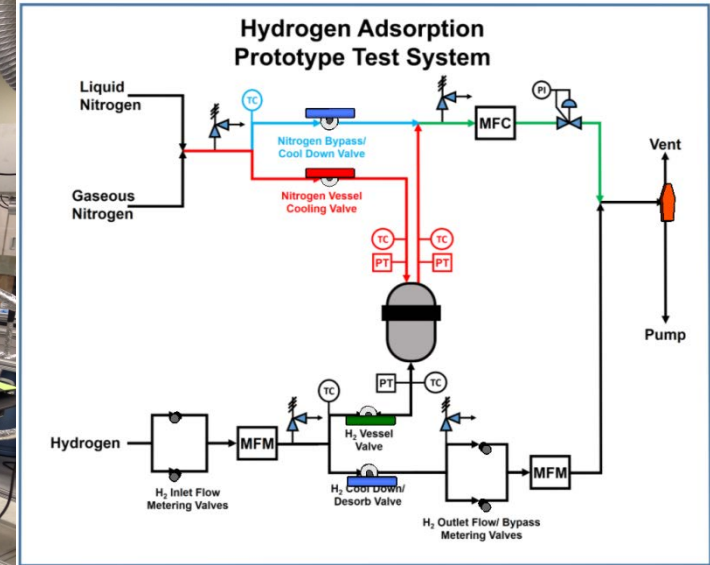 Hydrogen Adsorption
Prototype Test System
Liquid
Nitrogen
TC
Nitrogen Bypass/
Cool Down Valve
MFC
PI
Vent
Nitrogen Vessel
Cooling Valve
Gaseous
Nitrogen
TC
TC
PT
PT
Pump
PT
TC
TC
Hydrogen
MFM
H2 Vessel
Valve
MFM
H2 Inlet Flow
Metering Valves
H2 Cool Down/
Desorb Valve
H2 Outlet Flow/ Bypass
Metering Valves